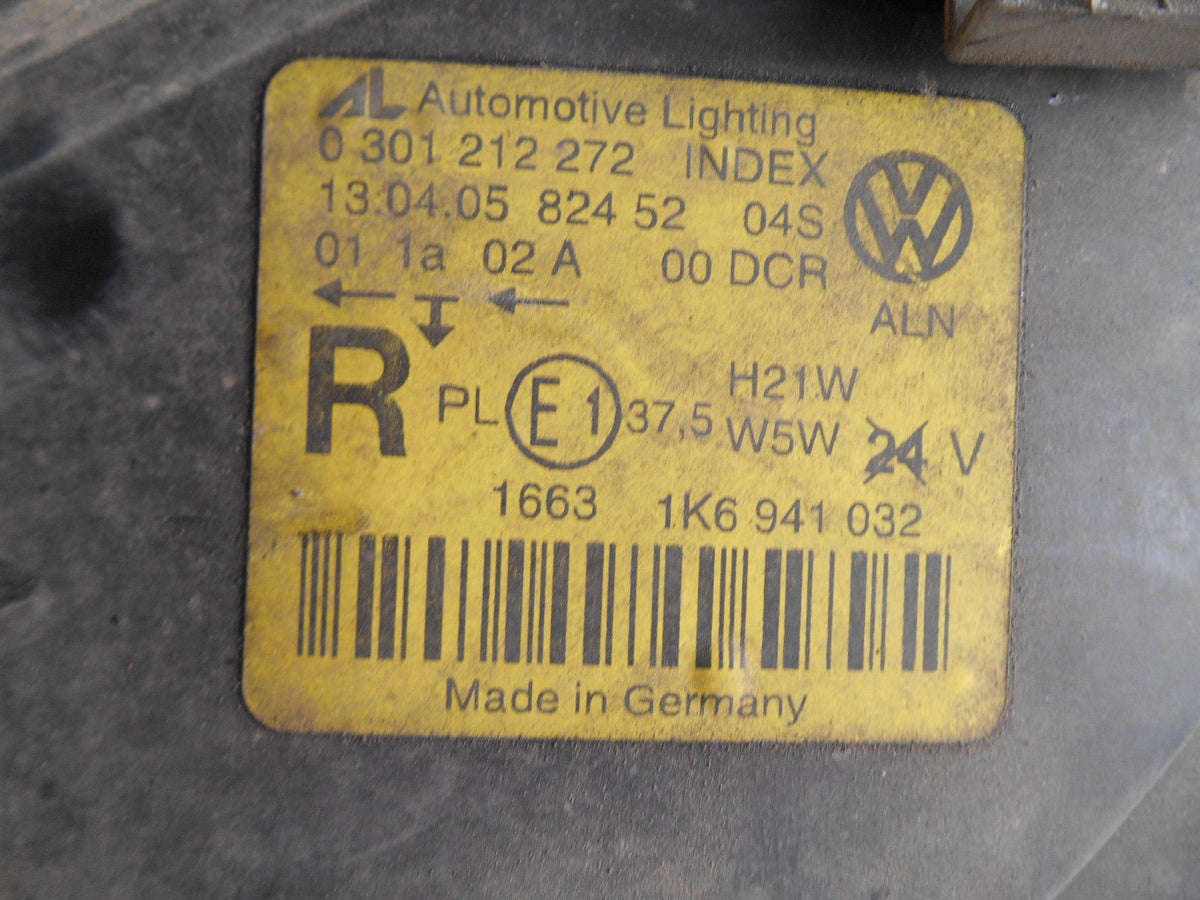 AL Automotive Lighting
0 301 212 272 INDEX
13.04.05 824 52 04S
01 1a 02 A 00 DCR
ALN
R PL E1 37,5 H21W
W5W 24 V
1663 1K6 941 032
Made in Germany